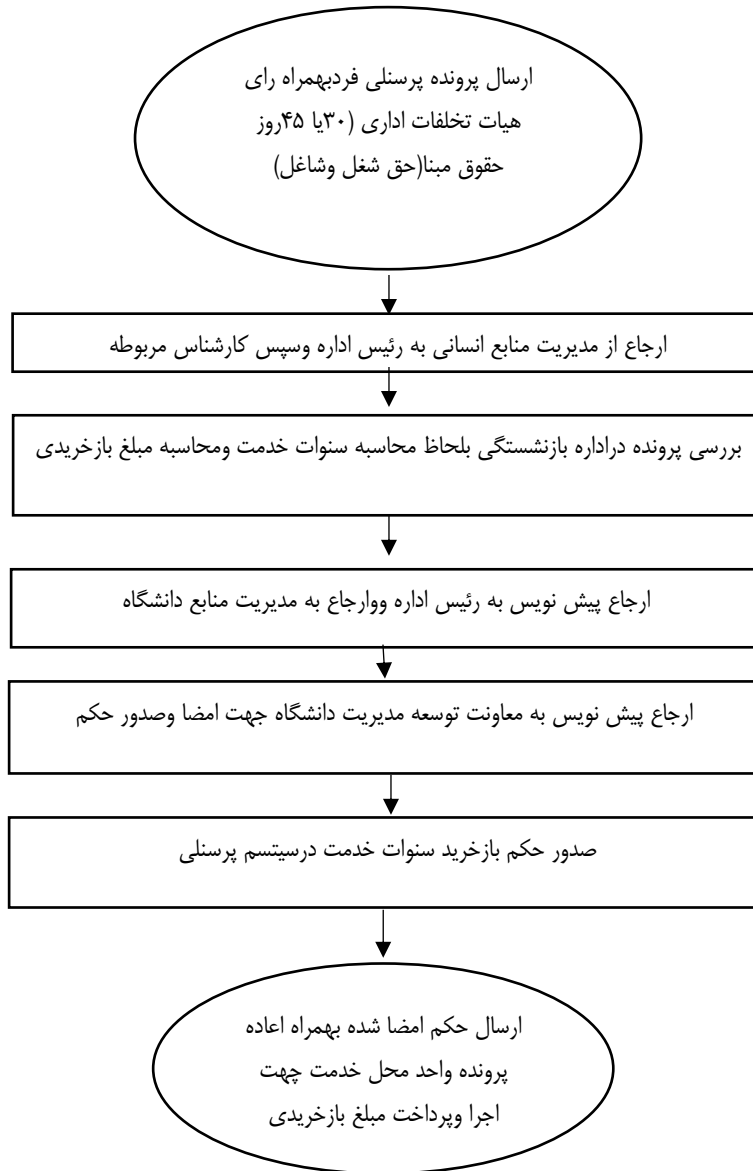 ارسال پرونده پرسنلی فردبهمراه رای
هیات تخلفات اداری (۳۰یا ۴۵روز
حقوق مبنا(حق شغل وشاغل)
ارجاع از مدیریت منابع انسانی به رئیس اداره وسپس کارشناس مربوطه
بررسی پرونده دراداره بازنشستگی بلحاظ محاسبه سنوات خدمت ومحاسبه مبلغ بازخریدی
ارجاع پیش نویس به رئیس اداره ووارجاع به مدیریت منابع دانشگاه
ارجاع پیش نویس به معاونت توسعه مدیریت دانشگاه جهت امضا وصدور حکم
صدور حکم بازخرید سنوات خدمت درسیتسم پرسنلی
ارسال حکم امضا شده بهمراه اعاده
پرونده واحد محل خدمت چهت
اجرا وپرداخت مبلغ بازخریدی